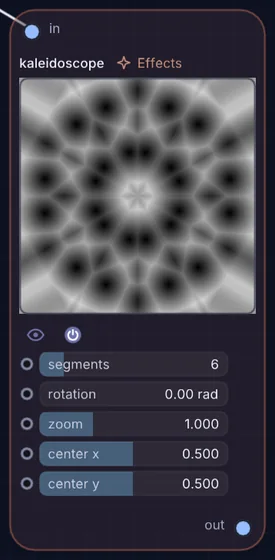 in
kaleidoscope Effects
segments 6
rotation 0.00 rad
zoom 1.000
center x 0.500
center y 0.500
out